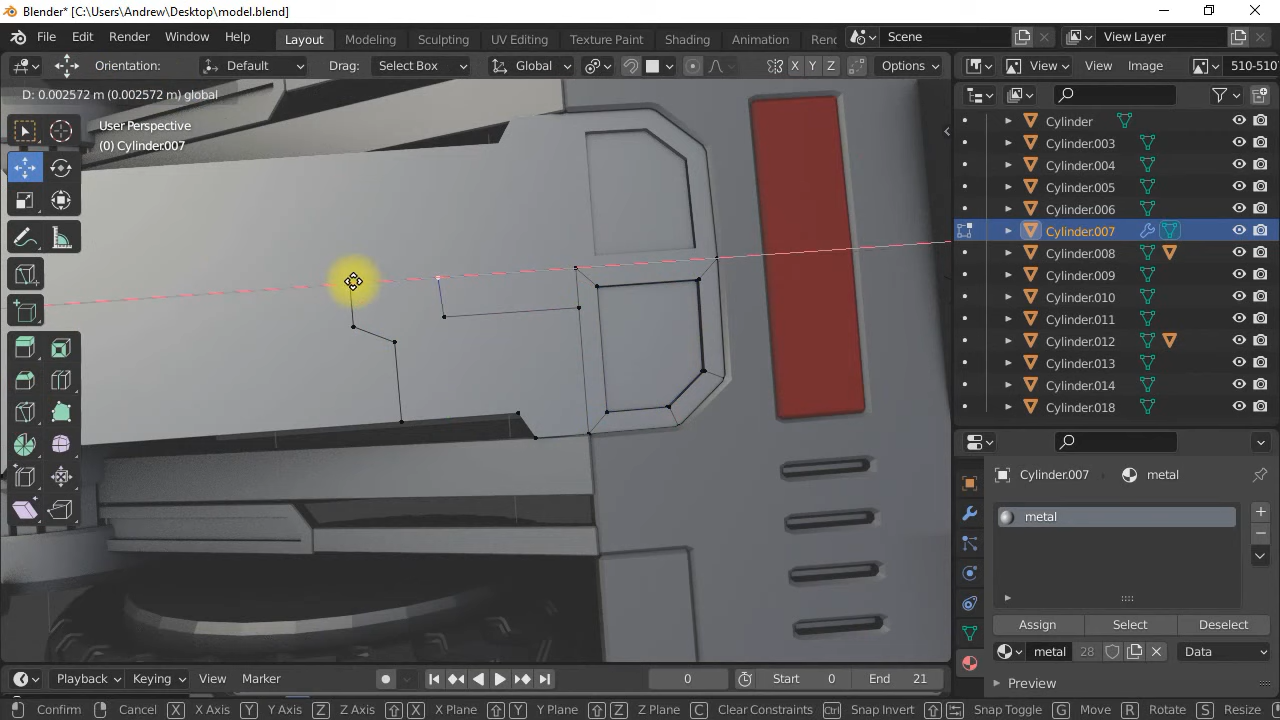 Blender* [C:\Users\Andrew\Desktop\model.blend]
File Edit Render Window Help Layout Modeling Sculpting UV Editing Texture Paint Shading Animation Scene View Layer
Orientation: Default Drag: Select Box Global X Y Z Options View View Image 510-510
D: 0.002572 m (0.002572 m) global
User Perspective
(0) Cylinder.007
Cylinder
Cylinder.003
Cylinder.004
Cylinder.005
Cylinder.006
Cylinder.007
Cylinder.008
Cylinder.009
Cylinder.010
Cylinder.011
Cylinder.012
Cylinder.013
Cylinder.014
Cylinder.018
Cylinder.007 metal
metal
Assign Select Deselect
metal 28 Data
Preview
Playback Keying View Marker 0 Start 0 End 21
Confirm Cancel X X Axis Y Y Axis Z Z Axis X X Plane Y Y Plane Z Z Plane C Clear Constraints Ctrl Snap Invert Snap Toggle G Move R Rotate S Resize